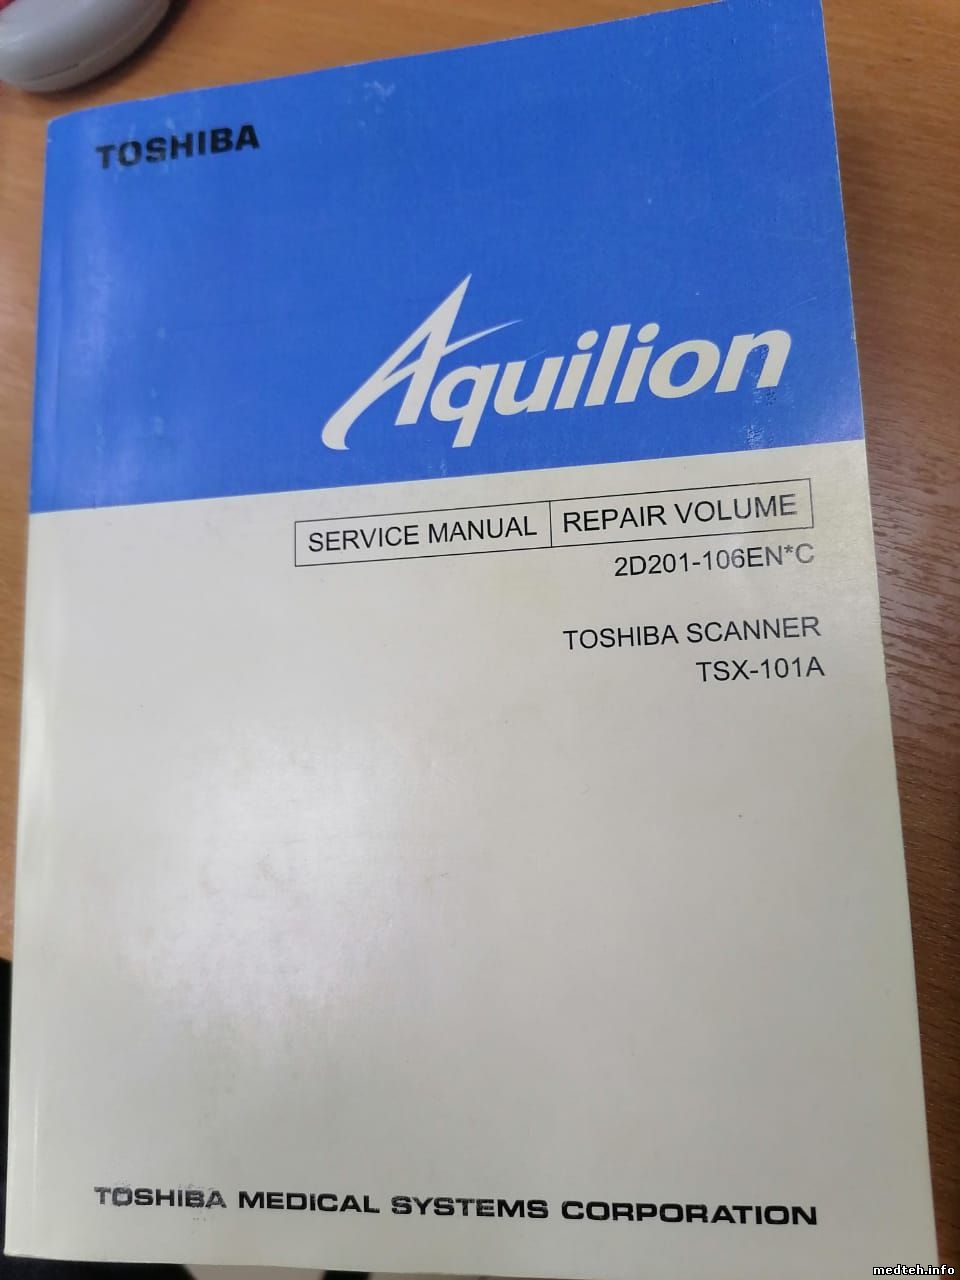 TOSHIBA
Aquilion
SERVICE MANUAL REPAIR VOLUME
2D201-106EN*C
TOSHIBA SCANNER
TSX-101A
TOSHIBA MEDICAL SYSTEMS CORPORATION
medteh.info